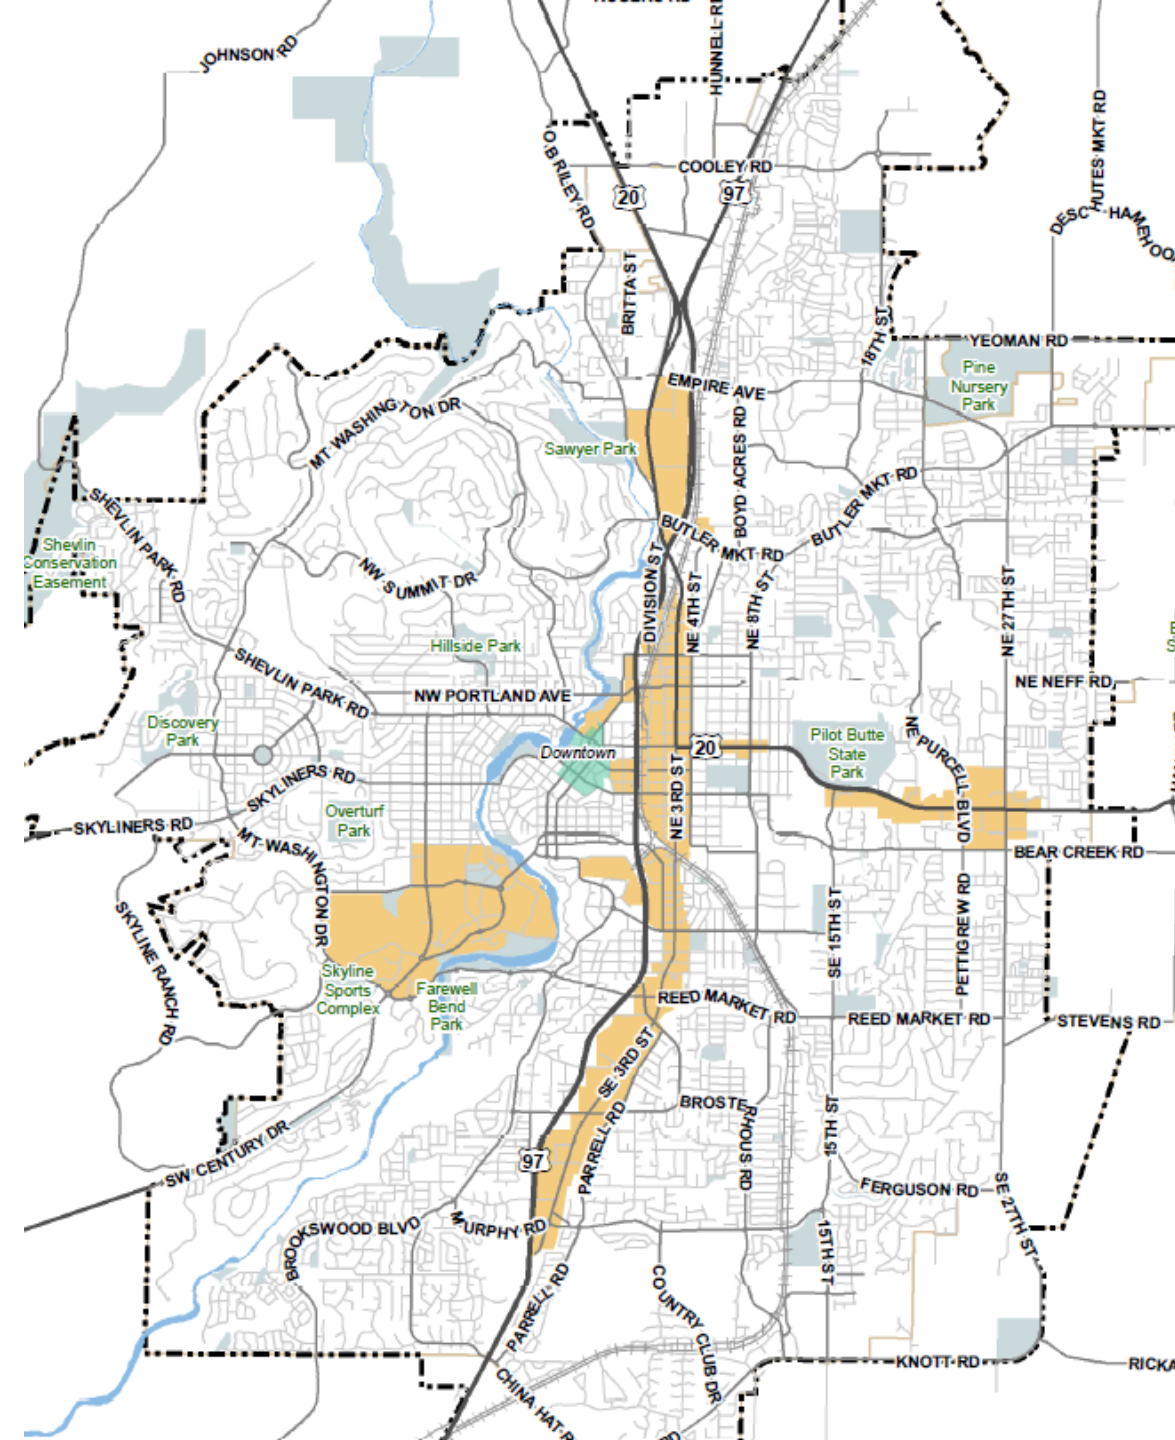 ROGERS RD
JOHNSON RD
HUNNELL RD
HUTES MKT RD
O.B RILEY RD
COOLEY RD
20
97
DESC
HAMEHOO
BRITTA ST
18TH ST
YEOMAN RD
Pine
Nursery
Park
EMPIRE AVE
MT WASHINGTON DR
Sawyer Park
BOYD ACRES RD
BUTLER MKT RD
SHEVLIN PARK RD
BUTLER MKT RD
Shevlin
Conservation
Easement
NW SUMMIT DR
DIVISION ST
NE 4TH ST
NE 8TH ST
NE 27TH ST
Hillside Park
SHEVLIN PARK RD
NW PORTLAND AVE
NE NEFF RD
Discovery
Park
Downtown
20
NE PURCELL BLVD
Pilot Butte
State
Park
SKYLINERS RD
NE 3RD ST
Overturf
Park
SKYLINERS RD
MT WASHINGTON DR
BEAR CREEK RD
SKYLINE RANCH RD
SE 15TH ST
PETTIGREW RD
Skyline
Sports
Complex
Farewell
Bend
Park
REED MARKET RD
REED MARKET RD
STEVENS RD
SE 3RD ST
BROSTERHOUS RD
PARRELL RD
15TH ST
SW CENTURY DR
97
FERGUSON RD
SE 27TH ST
BROOKSWOOD BLVD
MURPHY RD
15TH ST
PARRELL RD
COUNTRY CLUB DR
KNOTT RD
RICKA
CHINA HAT R